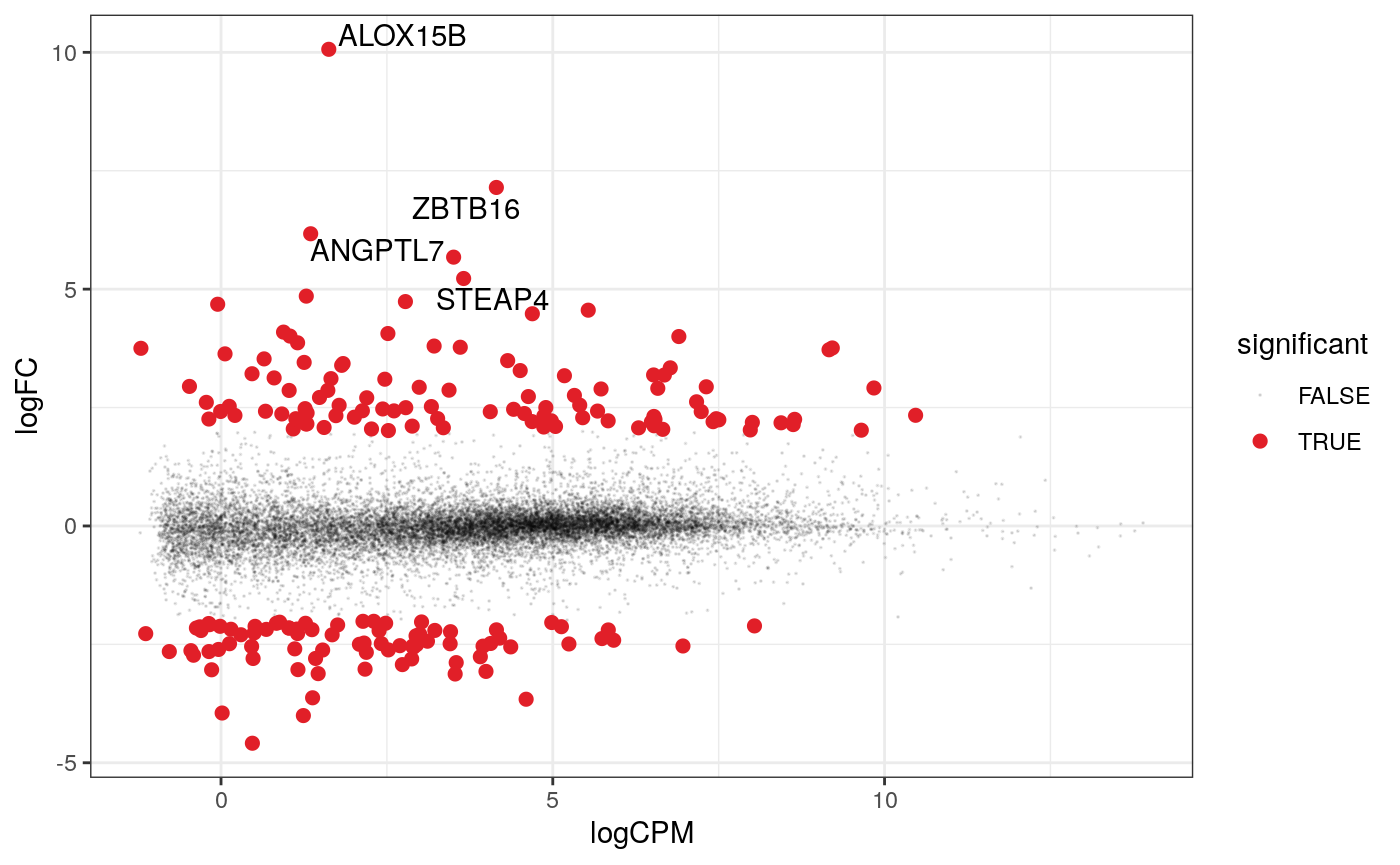 ALOX15B
ZBTB16
ANGPTL7
STEAP4
10
5
0
-5
logFC
0
5
10
logCPM
significant
FALSE
TRUE